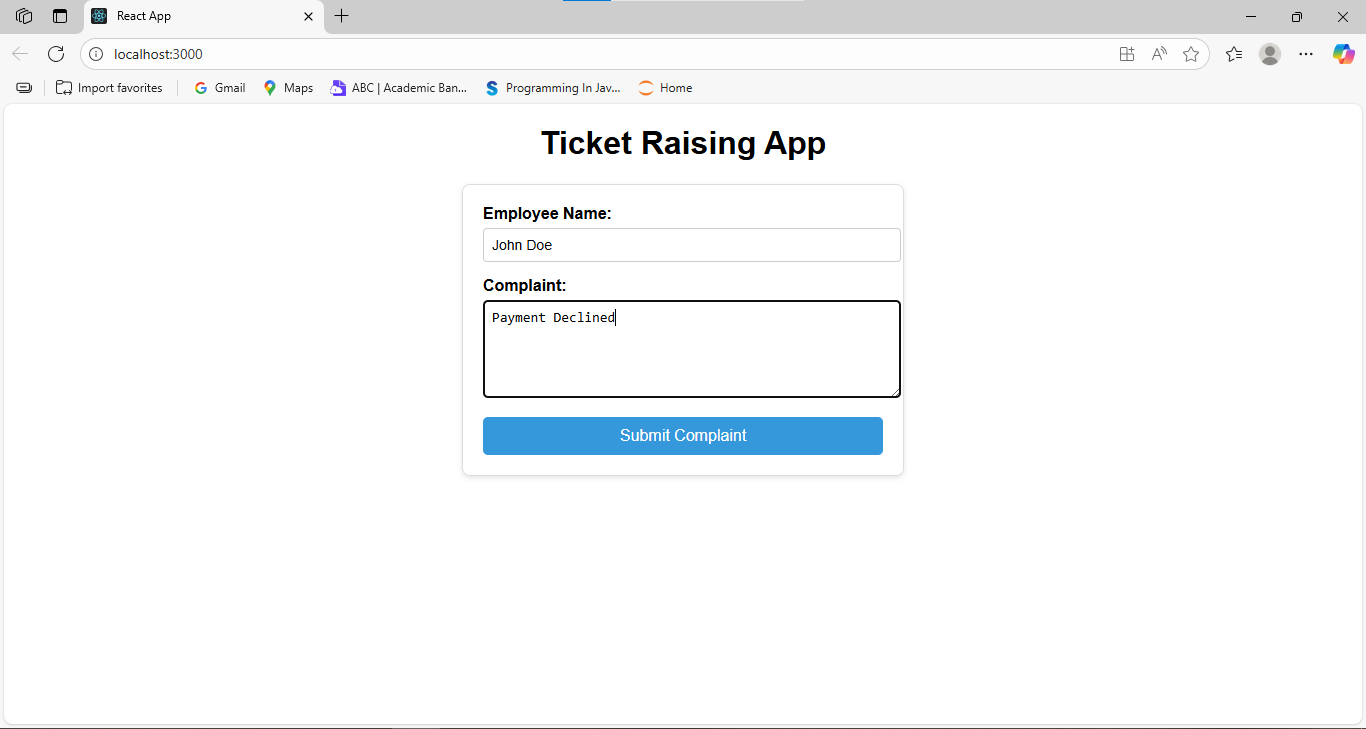 React App
localhost:3000
Import favorites
Gmail
Maps
ABC | Academic Ban...
Programming In Jav...
Home
Ticket Raising App
Employee Name:
John Doe
Complaint:
Payment Declined
Submit Complaint